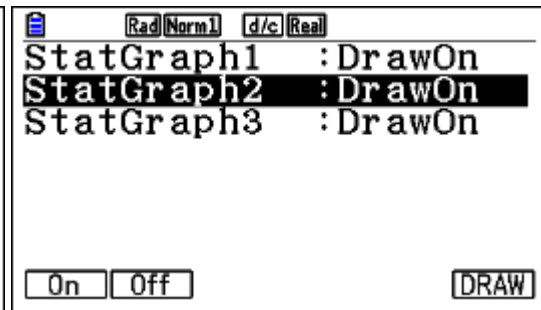 Rad Norm1 d/c Real
StatGraph1 :DrawOn
StatGraph2 :DrawOn
StatGraph3 :DrawOn
On Off DRAW